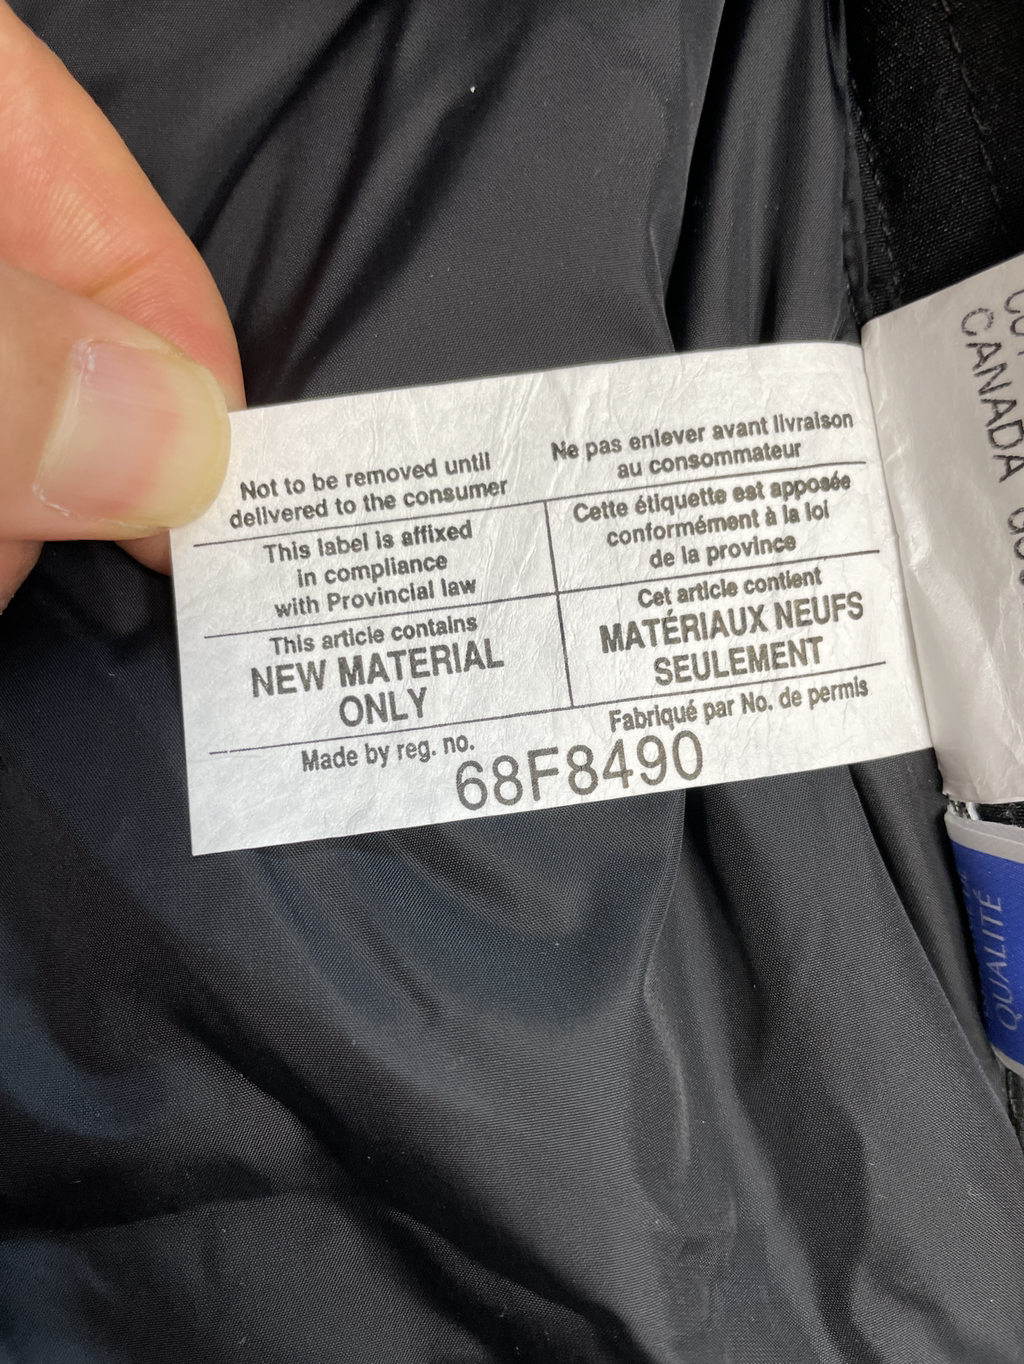 Not to be removed until
delivered to the consumer
Ne pas enlever avant livraison
au consommateur
This label is affixed
in compliance
with Provincial law
Cette étiquette est apposée
conformément à la loi
de la province
This article contains
NEW MATERIAL
ONLY
Cet article contient
MATÉRIAUX NEUFS
SEULEMENT
Made by reg. no.
Fabriqué par No. de permis
68F8490
CANADA
QUALITÉ